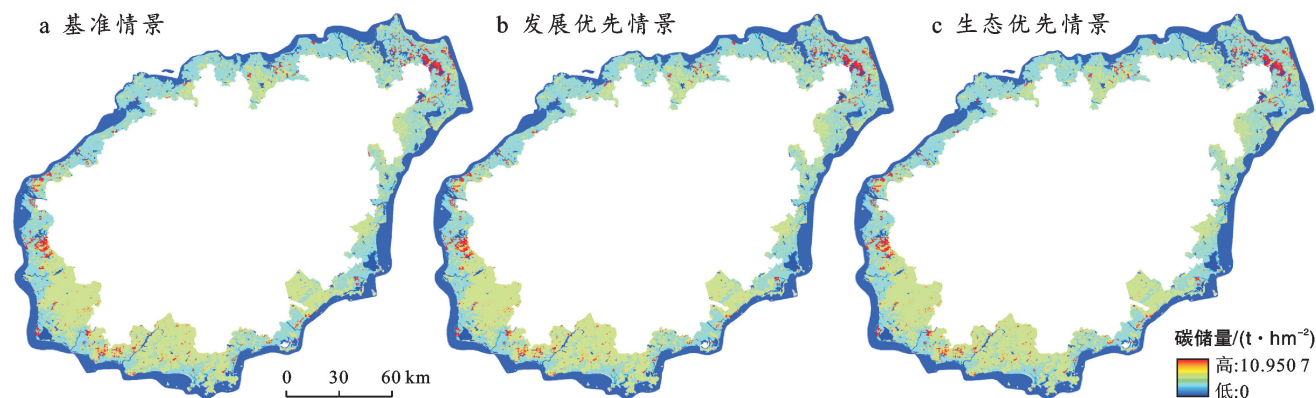 a 基准情景
b 发展优先情景
c 生态优先情景
碳储量/(t·hm⁻²)
高:10.950 7
低:0
0 30 60 km